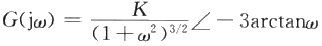 G(jω) = K/(1+ω²)^{3/2} ∠−3arctanω